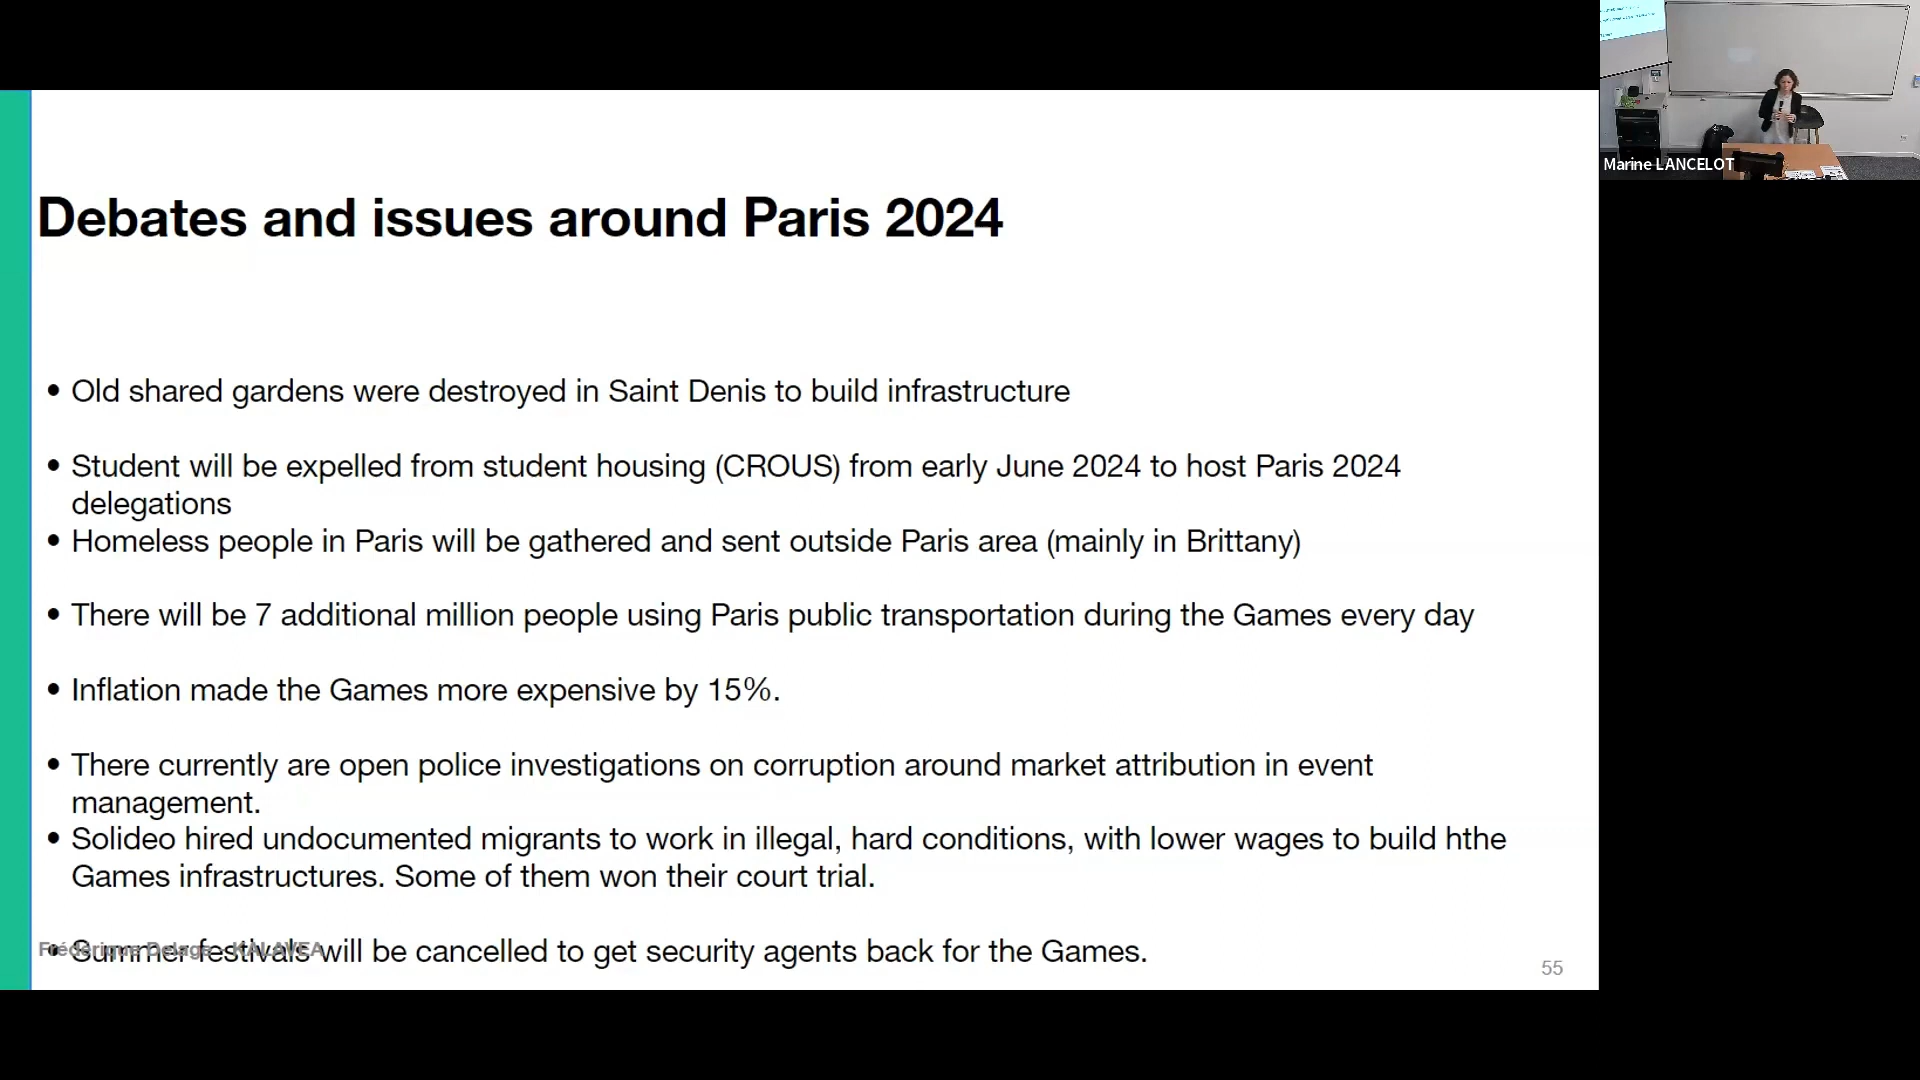 Marine LANCELOT
Debates and issues around Paris 2024
• Old shared gardens were destroyed in Saint Denis to build infrastructure
• Student will be expelled from student housing (CROUS) from early June 2024 to host Paris 2024
delegations
• Homeless people in Paris will be gathered and sent outside Paris area (mainly in Brittany)
• There will be 7 additional million people using Paris public transportation during the Games every day
• Inflation made the Games more expensive by 15%.
• There currently are open police investigations on corruption around market attribution in event
management.
• Solideo hired undocumented migrants to work in illegal, hard conditions, with lower wages to build hthe
Games infrastructures. Some of them won their court trial.
• Summer festivals will be cancelled to get security agents back for the Games.
Frédérique Delage - KALAVEA
55